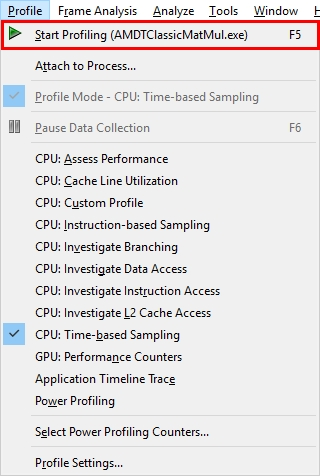 Profile Frame Analysis Analyze Tools Window
Start Profiling (AMDTClassicMatMul.exe) F5
Attach to Process...
Profile Mode - CPU: Time-based Sampling
Pause Data Collection F6
CPU: Assess Performance
CPU: Cache Line Utilization
CPU: Custom Profile
CPU: Instruction-based Sampling
CPU: Investigate Branching
CPU: Investigate Data Access
CPU: Investigate Instruction Access
CPU: Investigate L2 Cache Access
CPU: Time-based Sampling
GPU: Performance Counters
Application Timeline Trace
Power Profiling
Select Power Profiling Counters...
Profile Settings...